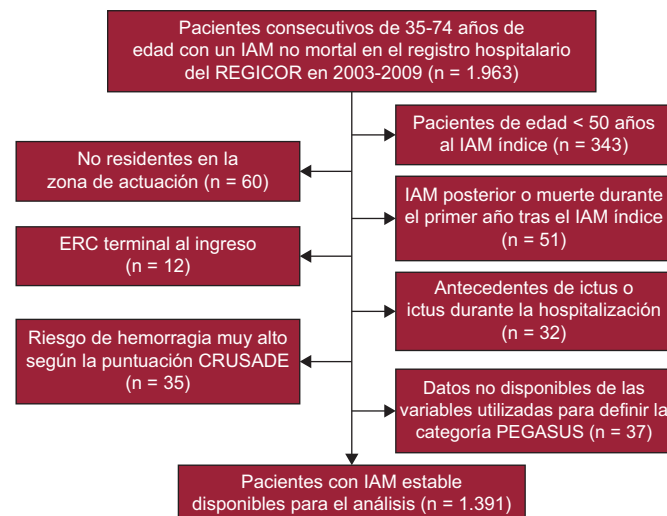 Pacientes consecutivos de 35-74 años de
edad con un IAM no mortal en el registro hospitalario
del REGICOR en 2003-2009 (n = 1.963)
Pacientes de edad < 50 años
al IAM índice (n = 343)
No residentes en la
zona de actuación (n = 60)
IAM posterior o muerte durante
el primer año tras el IAM índice
(n = 51)
ERC terminal al ingreso
(n = 12)
Antecedentes de ictus o
ictus durante la hospitalización
(n = 32)
Riesgo de hemorragia muy alto
según la puntuación CRUSADE
(n = 35)
Datos no disponibles de las
variables utilizadas para definir la
categoría PEGASUS (n = 37)
Pacientes con IAM estable
disponibles para el análisis (n = 1.391)